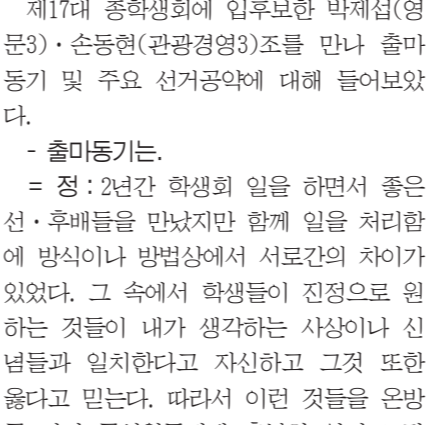 제17대 총학생회에 입후보한 박제섭(영
문3)·손동현(관광경영3)조를 만나 출마
동기 및 주요 선거공약에 대해 들어보았
다.
- 출마동기는.
= 정 : 2년간 학생회 일을 하면서 좋은
선·후배들을 만났지만 함께 일을 처리함
에 방식이나 방법상에서 서로간의 차이가
있었다. 그 속에서 학생들이 진정으로 원
하는 것들이 내가 생각하는 사상이나 신
념들과 일치한다고 자신하고 그것 또한
옳다고 믿는다. 따라서 이런 것들을 온방